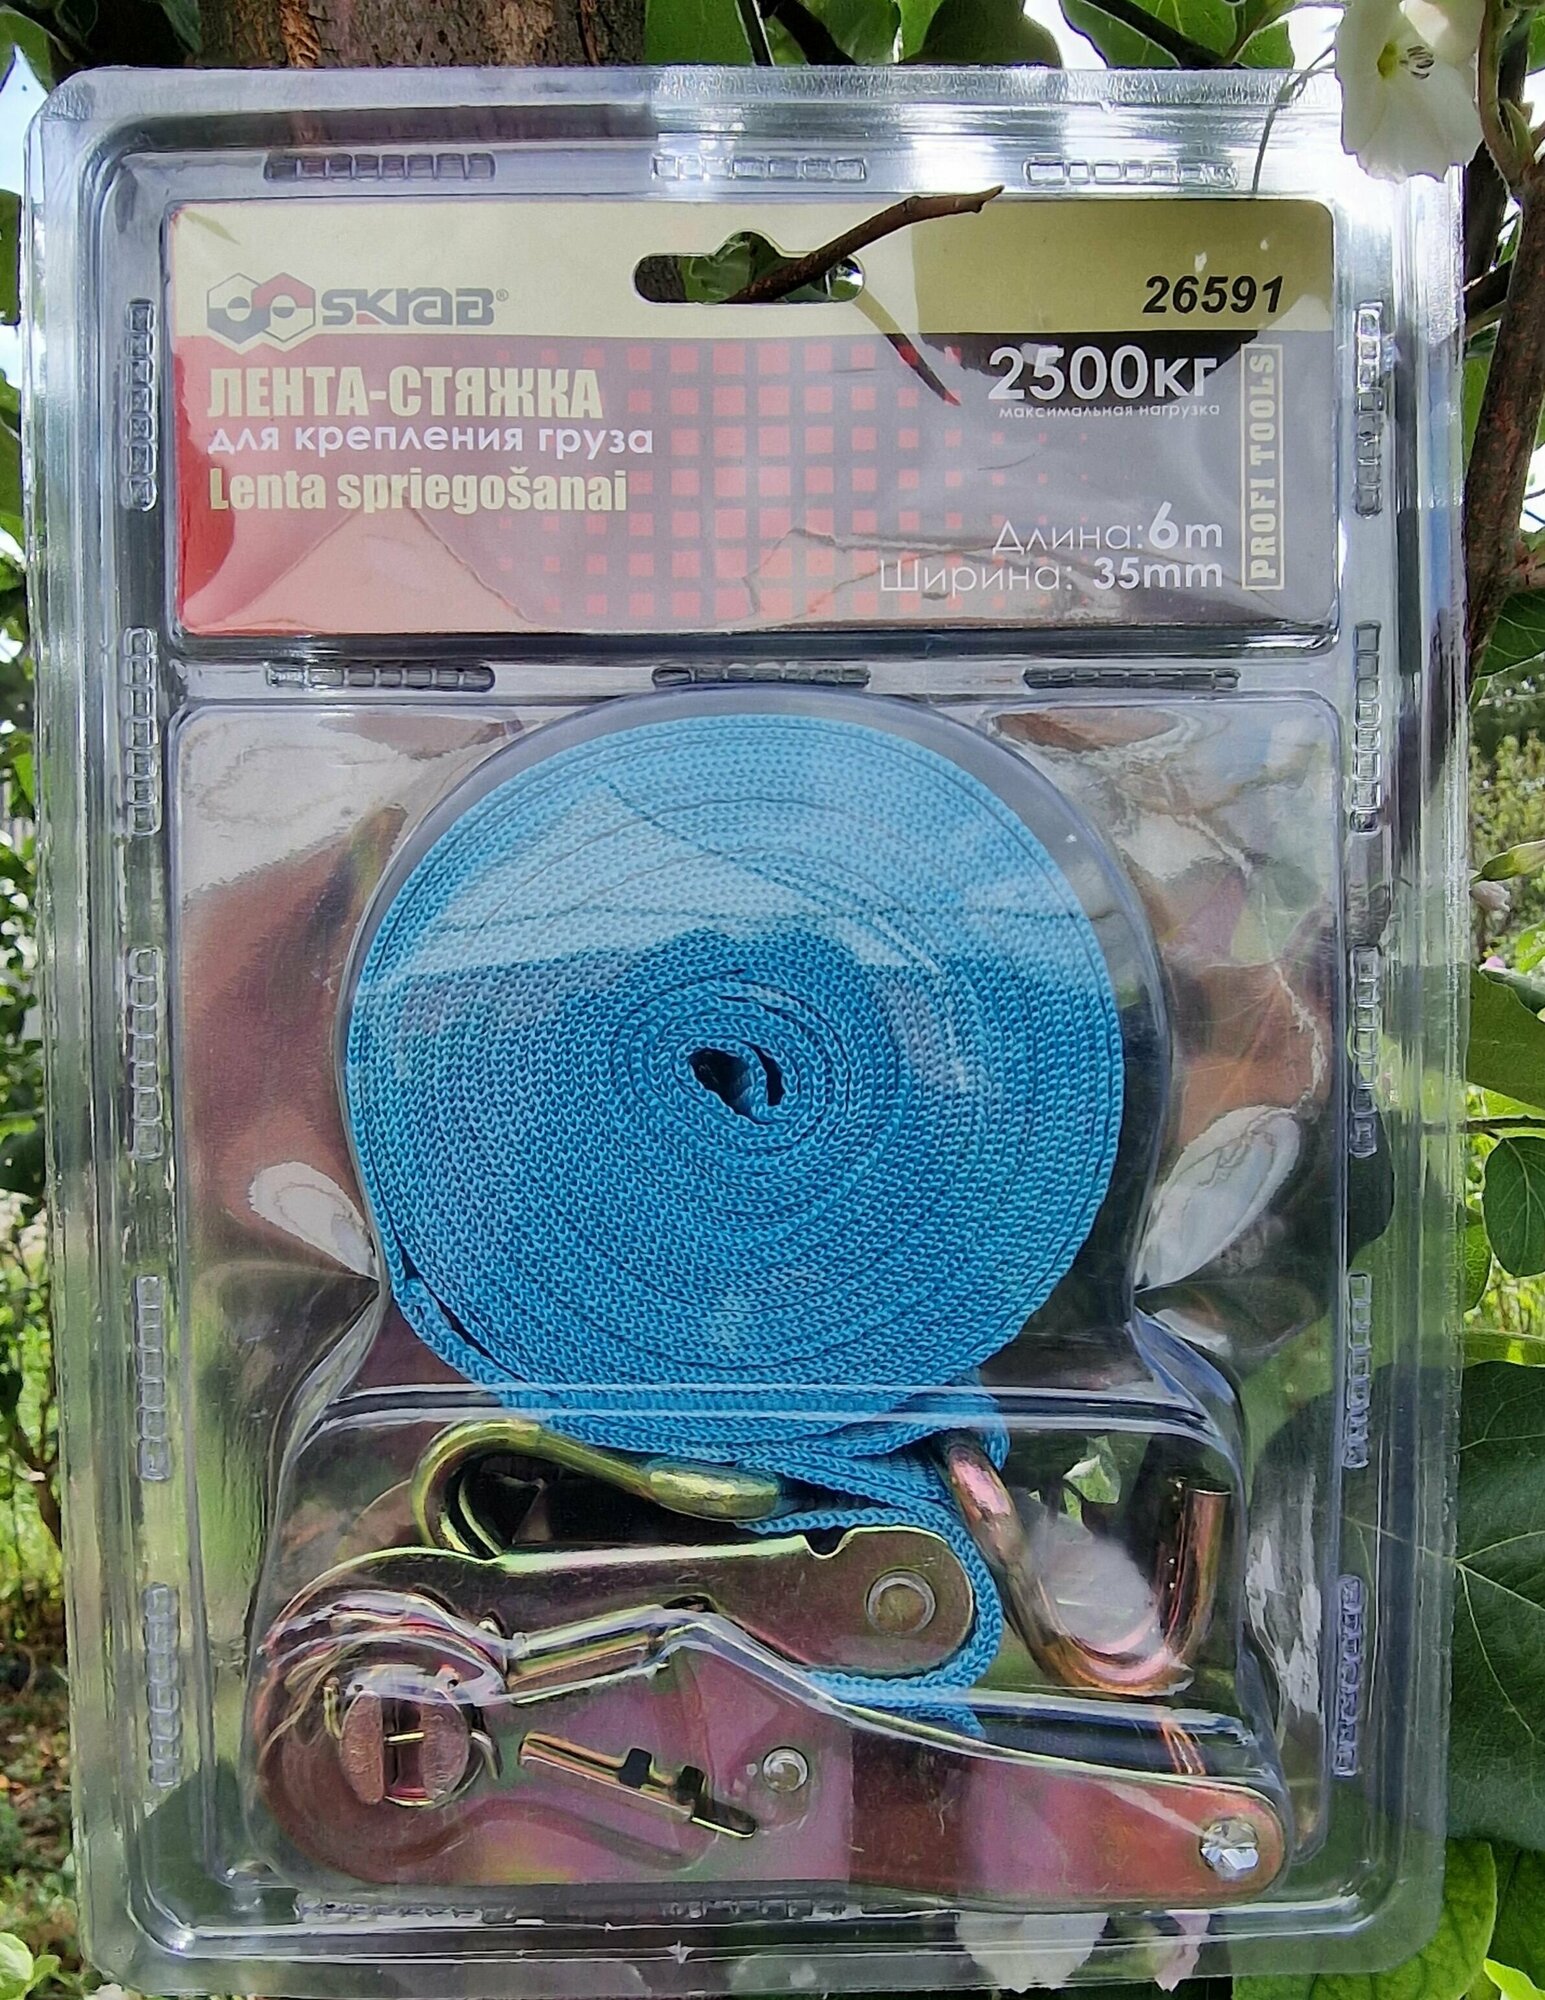 SKRAB®
26591
ЛЕНТА-СТЯЖКА
для крепления груза
Lenta spriegošanai
2500кг
максимальная нагрузка
Длина: 6m
Ширина: 35mm
PROFI TOOLS